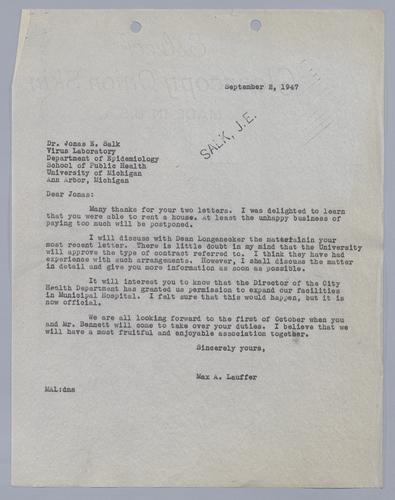 September 2, 1947
SALK, J.E.
Dr. Jonas E. Salk
Virus Laboratory
Department of Epidemiology
School of Public Health
University of Michigan
Ann Arbor, Michigan
Dear Jonas:
Many thanks for your two letters. I was delighted to learn
that you were able to rent a house. At least the unhappy business of
paying too much will be postponed.
I will discuss with Dean Longenecker the material in your
most recent letter. There is little doubt in my mind that the University
will approve the type of contract referred to. I think they have had
experience with such arrangements. However, I shall discuss the matter
in detail and give you more information as soon as possible.
It will interest you to know that the Director of the City
Health Department has granted us permission to expand our facilities
in Municipal Hospital. I felt sure that this would happen, but it is
now official.
We are all looking forward to the first of October when you
and Mr. Bennett will come to take over your duties. I believe that we
will have a most fruitful and enjoyable association together.
Sincerely yours,
Max A. Lauffer
MAL:dms